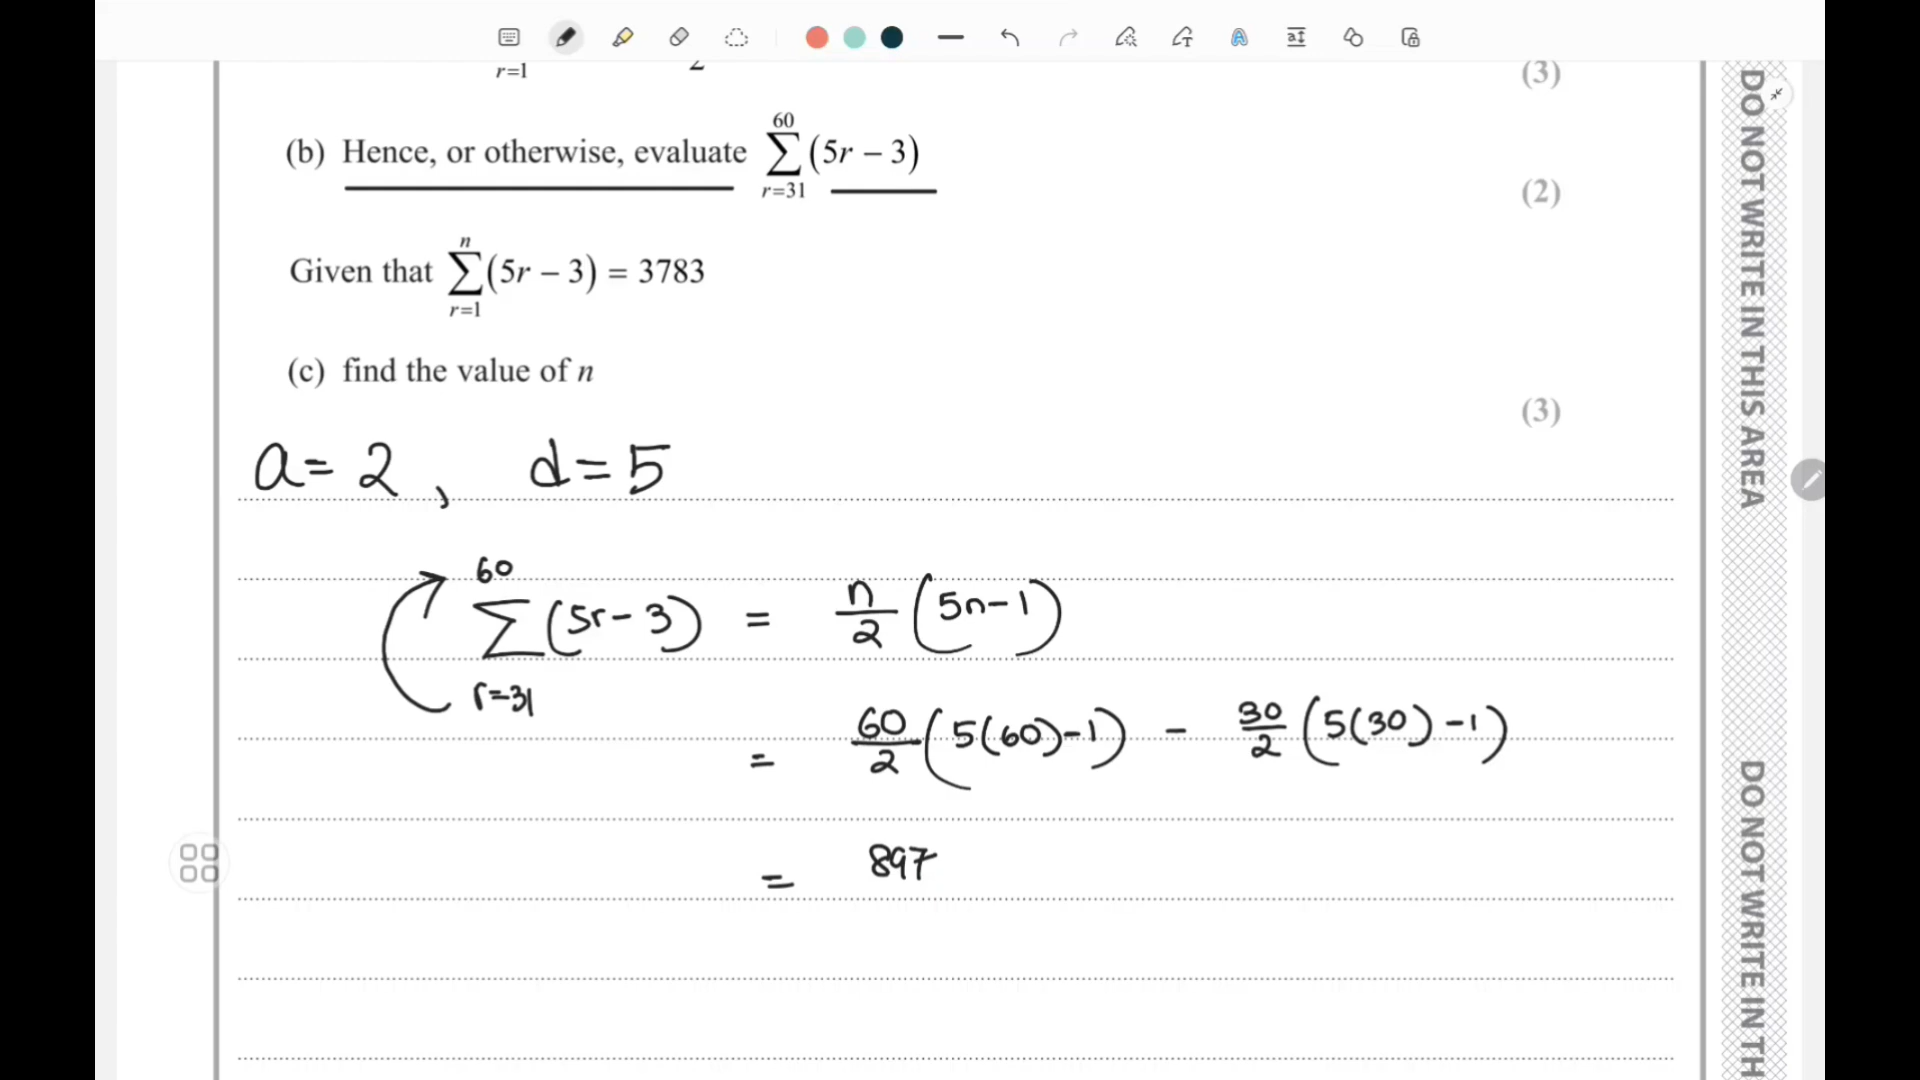 r=1 2 (3)
(b) Hence, or otherwise, evaluate ∑_{r=31}^{60} (5r − 3)
(2)
Given that ∑_{r=1}^{n} (5r − 3) = 3783
(c) find the value of n
(3)
a = 2 , d = 5
∑_{r=31}^{60} (5r − 3) = n/2 (5n − 1)
= 60/2 (5(60) − 1) − 30/2 (5(30) − 1)
= 897
DO NOT WRITE IN THIS AREA
DO NOT WRITE IN TH